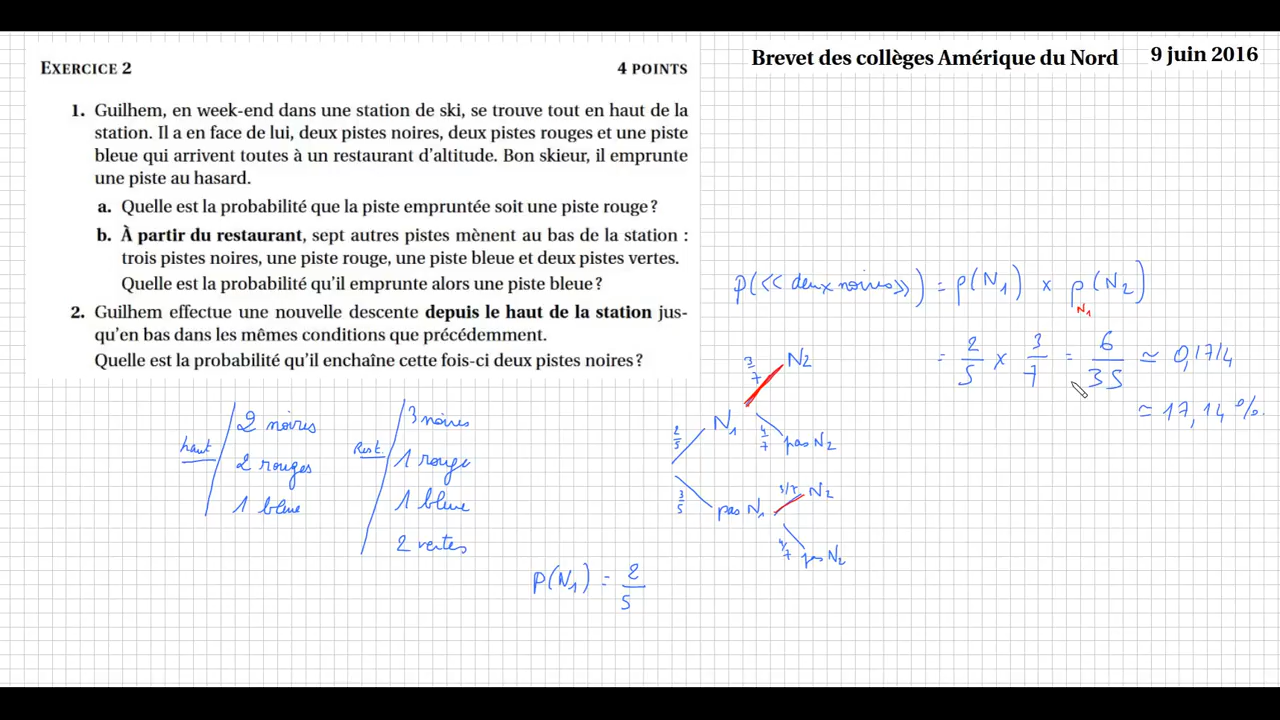 EXERCICE 2 4 POINTS
Brevet des collèges Amérique du Nord 9 juin 2016
1. Guilhem, en week-end dans une station de ski, se trouve tout en haut de la
station. Il a en face de lui, deux pistes noires, deux pistes rouges et une piste
bleue qui arrivent toutes à un restaurant d'altitude. Bon skieur, il emprunte
une piste au hasard.
a. Quelle est la probabilité que la piste empruntée soit une piste rouge ?
b. À partir du restaurant, sept autres pistes mènent au bas de la station :
trois pistes noires, une piste rouge, une piste bleue et deux pistes vertes.
Quelle est la probabilité qu'il emprunte alors une piste bleue ?
2. Guilhem effectue une nouvelle descente depuis le haut de la station jus-
qu'en bas dans les mêmes conditions que précédemment.
Quelle est la probabilité qu'il enchaîne cette fois-ci deux pistes noires ?
haut
2 noires
2 rouges
1 bleue
Rest.
3 noires
1 rouge
1 bleue
2 vertes
p(N1) = 2/5
2/5 N1
3/7 N2
4/7 pas N2
3/5 pas N1
3/7 N2
4/7 pas N2
p(<< deux noires >>) = p(N1) × pN1(N2)
= 2/5 × 3/7 = 6/35 ≃ 0,1714
≃ 17,14 %.